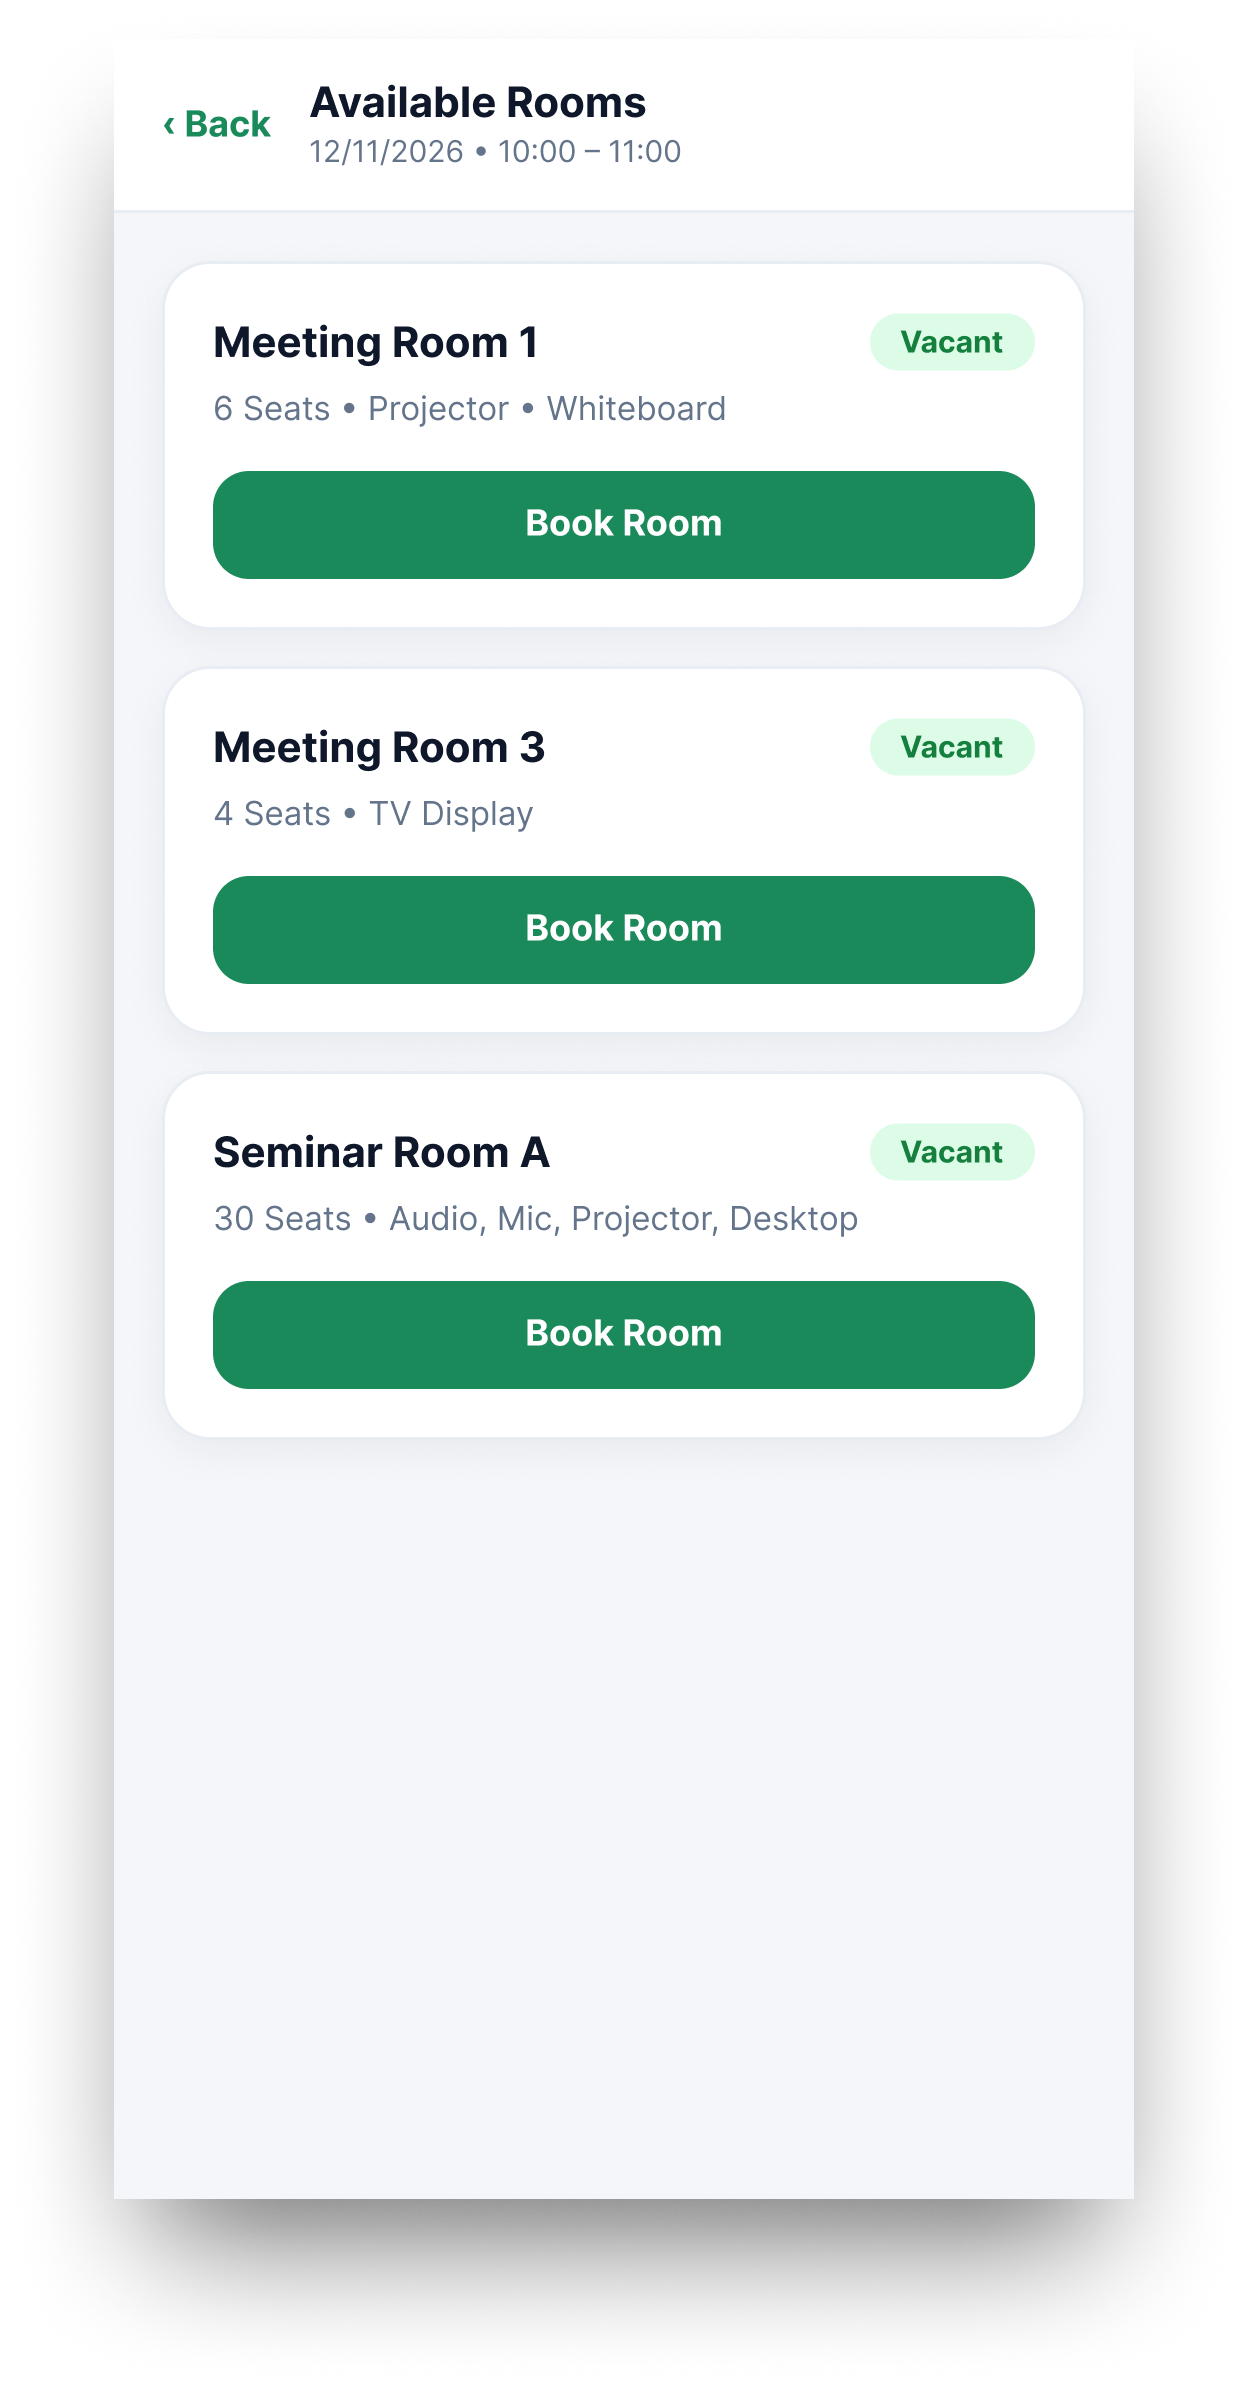 ‹ Back
Available Rooms
12/11/2026 • 10:00 – 11:00
Meeting Room 1
Vacant
6 Seats • Projector • Whiteboard
Book Room
Meeting Room 3
Vacant
4 Seats • TV Display
Book Room
Seminar Room A
Vacant
30 Seats • Audio, Mic, Projector, Desktop
Book Room